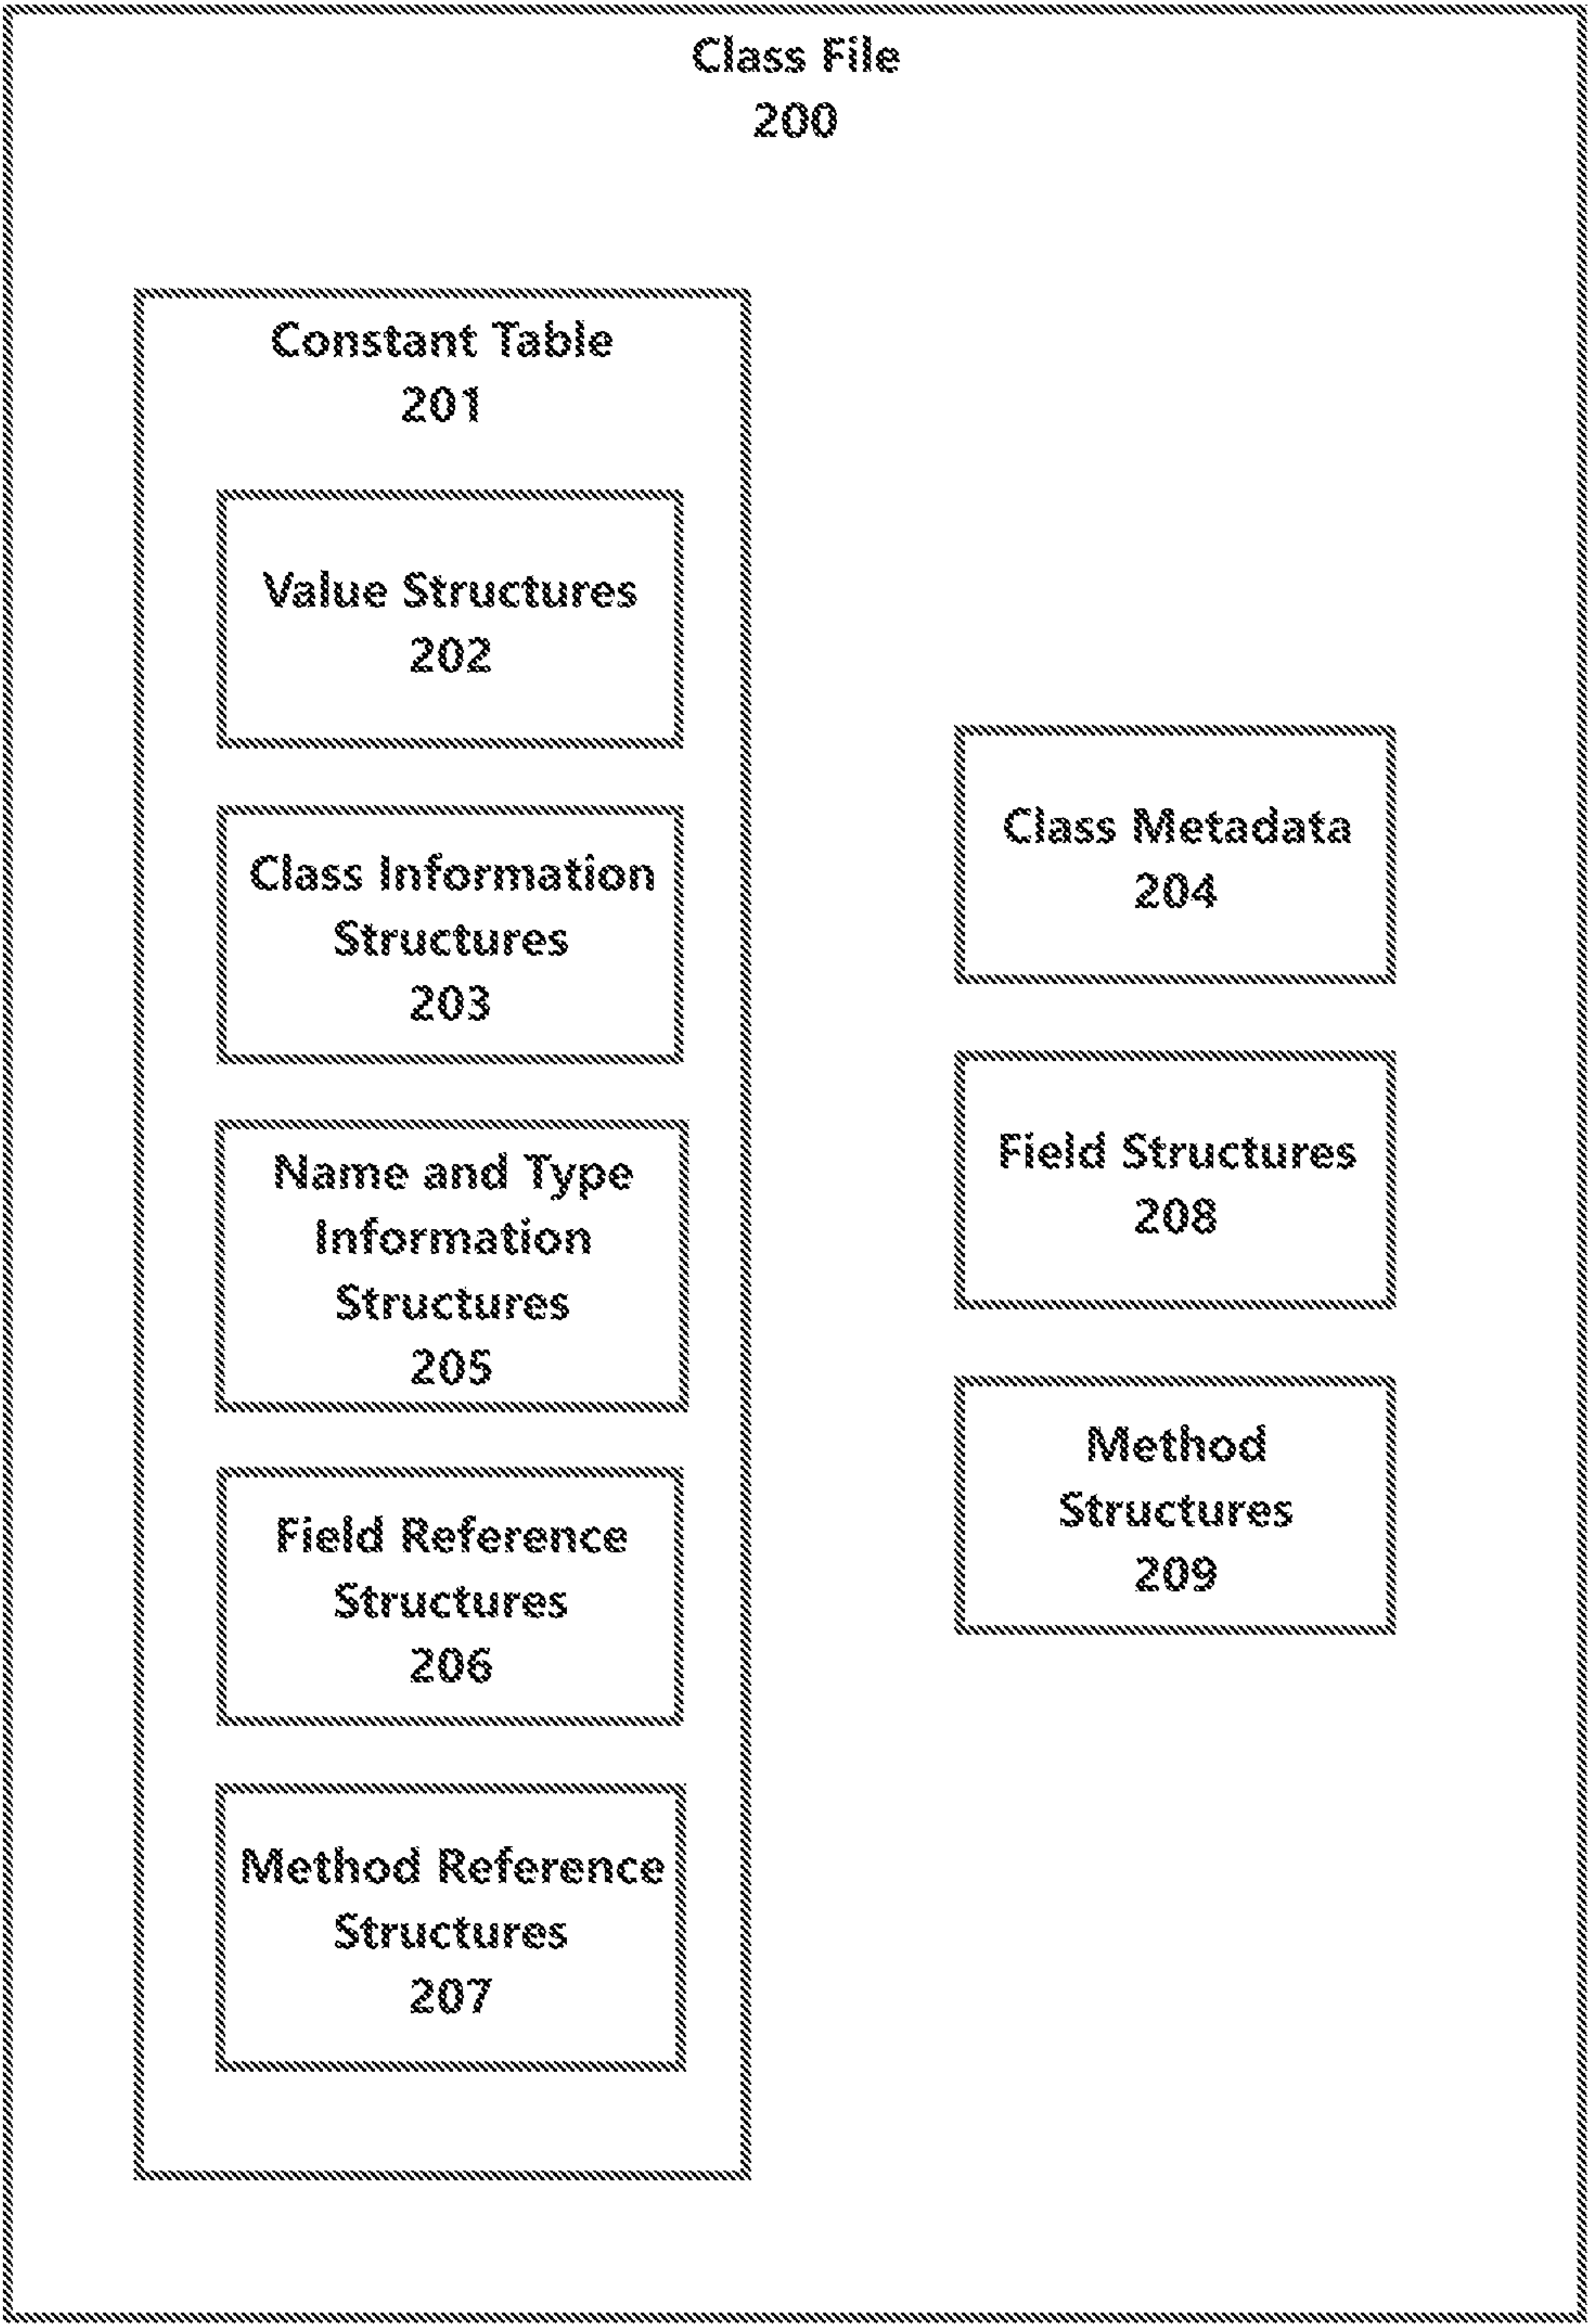 Class File
200
Constant Table
201
Value Structures
202
Class Information
Structures
203
Name and Type
Information
Structures
205
Field Reference
Structures
206
Method Reference
Structures
207
Class Metadata
204
Field Structures
208
Method
Structures
209